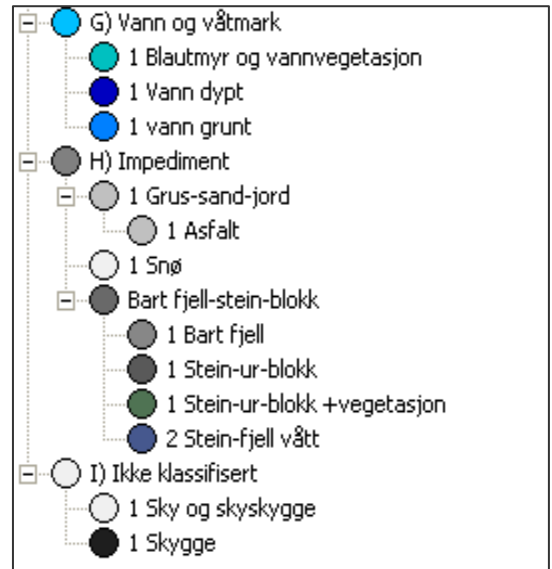 G) Vann og våtmark
1 Blautmyr og vannvegetasjon
1 Vann dypt
1 vann grunt
H) Impediment
1 Grus-sand-jord
1 Asfalt
1 Snø
Bart fjell-stein-blokk
1 Bart fjell
1 Stein-ur-blokk
1 Stein-ur-blokk +vegetasjon
2 Stein-fjell vått
I) Ikke klassifisert
1 Sky og skyskygge
1 Skygge